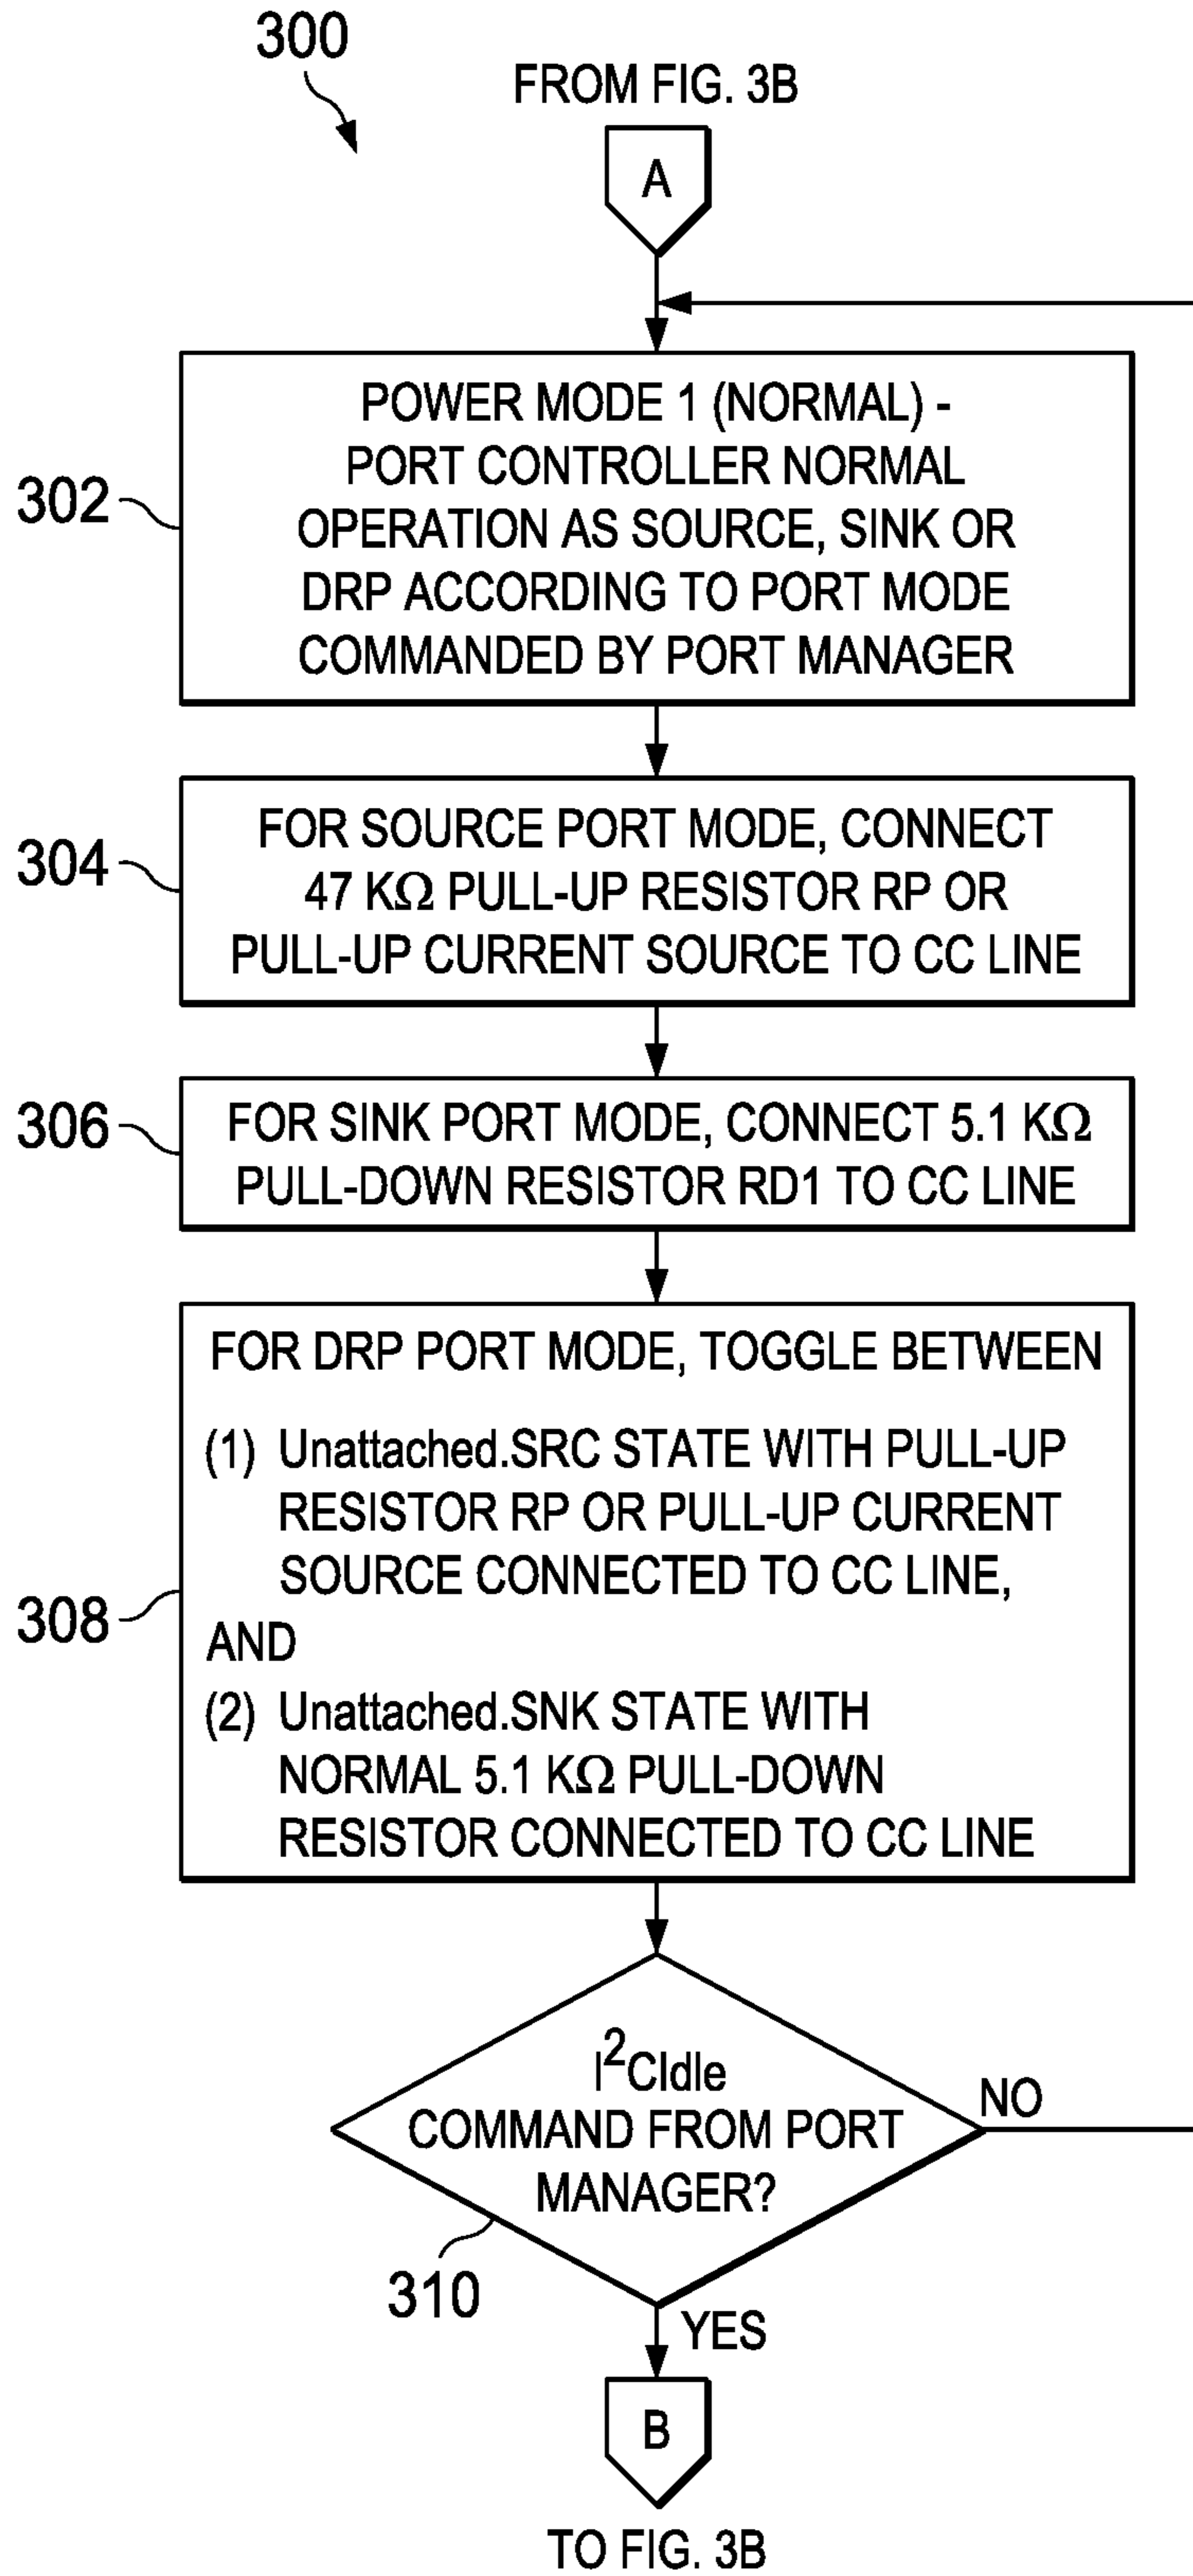 300
FROM FIG. 3B
A
302
POWER MODE 1 (NORMAL) -
PORT CONTROLLER NORMAL
OPERATION AS SOURCE, SINK OR
DRP ACCORDING TO PORT MODE
COMMANDED BY PORT MANAGER
304
FOR SOURCE PORT MODE, CONNECT
47 KΩ PULL-UP RESISTOR RP OR
PULL-UP CURRENT SOURCE TO CC LINE
306
FOR SINK PORT MODE, CONNECT 5.1 KΩ
PULL-DOWN RESISTOR RD1 TO CC LINE
308
FOR DRP PORT MODE, TOGGLE BETWEEN
(1) Unattached.SRC STATE WITH PULL-UP
RESISTOR RP OR PULL-UP CURRENT
SOURCE CONNECTED TO CC LINE,
AND
(2) Unattached.SNK STATE WITH
NORMAL 5.1 KΩ PULL-DOWN
RESISTOR CONNECTED TO CC LINE
I²CIdle
COMMAND FROM PORT
MANAGER?
NO
310
YES
B
TO FIG. 3B